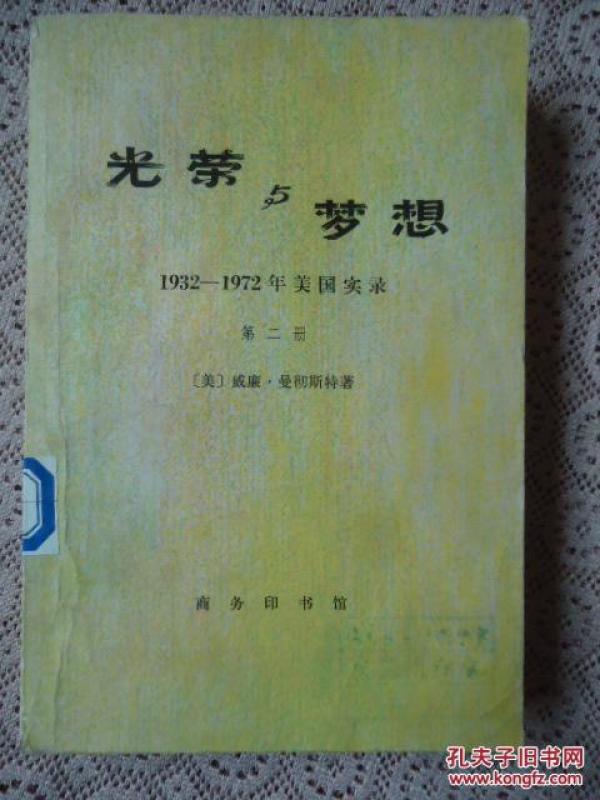 光荣与梦想
1932—1972年美国实录
第二册
〔美〕威廉·曼彻斯特著
商务印书馆
孔夫子旧书网
www.kongfz.com